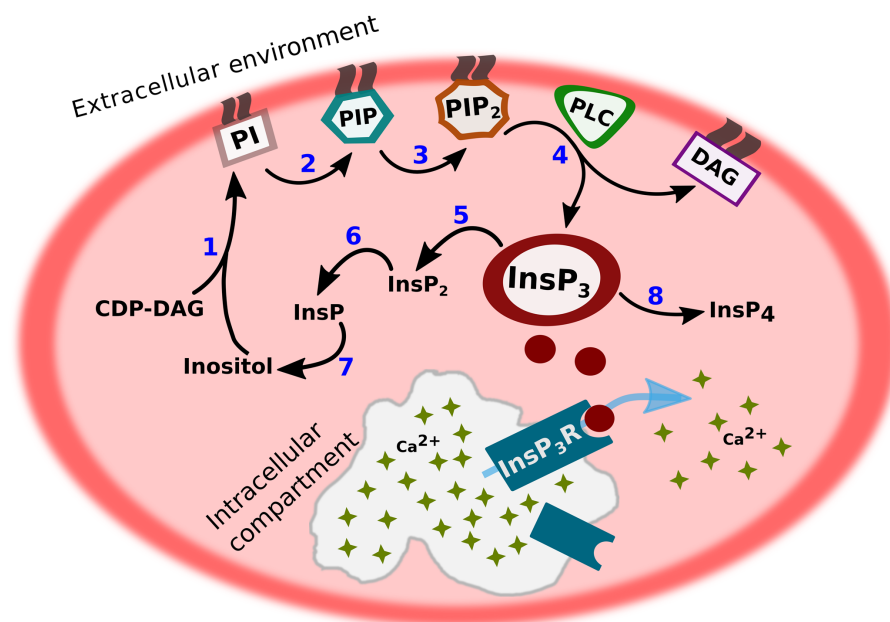 Extracellular environment
PI
PIP
PIP₂
PLC
DAG
1
2
3
4
5
6
7
8
CDP-DAG
Inositol
InsP
InsP₂
InsP₃
InsP₄
Intracellular
compartment
Ca²⁺
InsP₃R
Ca²⁺